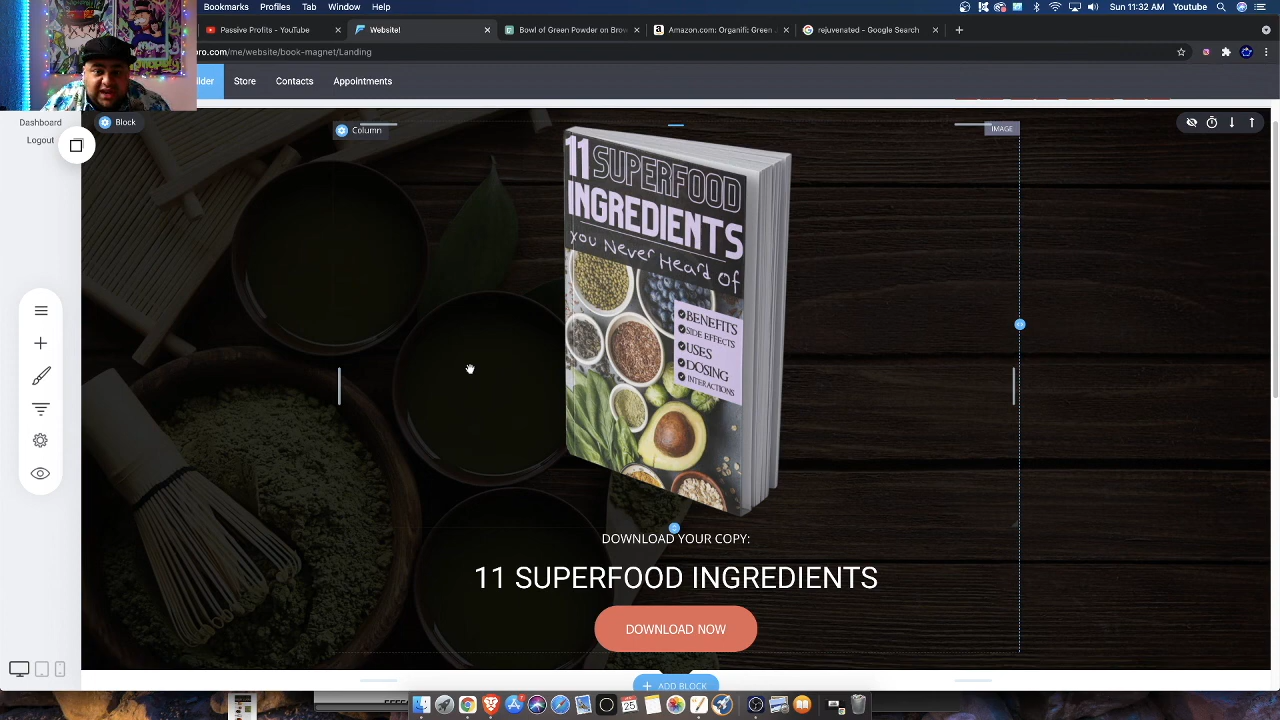 Bookmarks Profiles Tab Window Help Sun 11:32 AM Youtube
Passive Profits - YouTube Website! Bowl of Green Powder on Brow Amazon.com: Organifi: Green rejuvenated - Google Search
pro.com/me/website/book-magnet/Landing
ilder Store Contacts Appointments
Dashboard
Logout
Block
Column
IMAGE
11 SUPERFOOD
INGREDIENTS
you Never Heard of
BENEFITS
SIDE EFFECTS
USES
DOSING
INTERACTIONS
DOWNLOAD YOUR COPY:
11 SUPERFOOD INGREDIENTS
DOWNLOAD NOW
+ ADD BLOCK
25